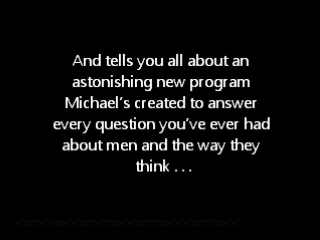 And tells you all about an
astonishing new program
Michael's created to answer
every question you've ever had
about men and the way they
think . . .